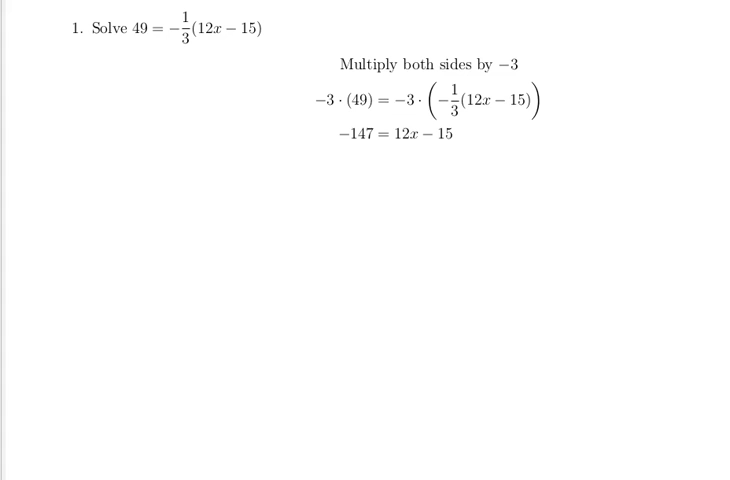 1. Solve 49 = −1/3(12x − 15)
Multiply both sides by −3
−3 · (49) = −3 · (−1/3(12x − 15))
−147 = 12x − 15